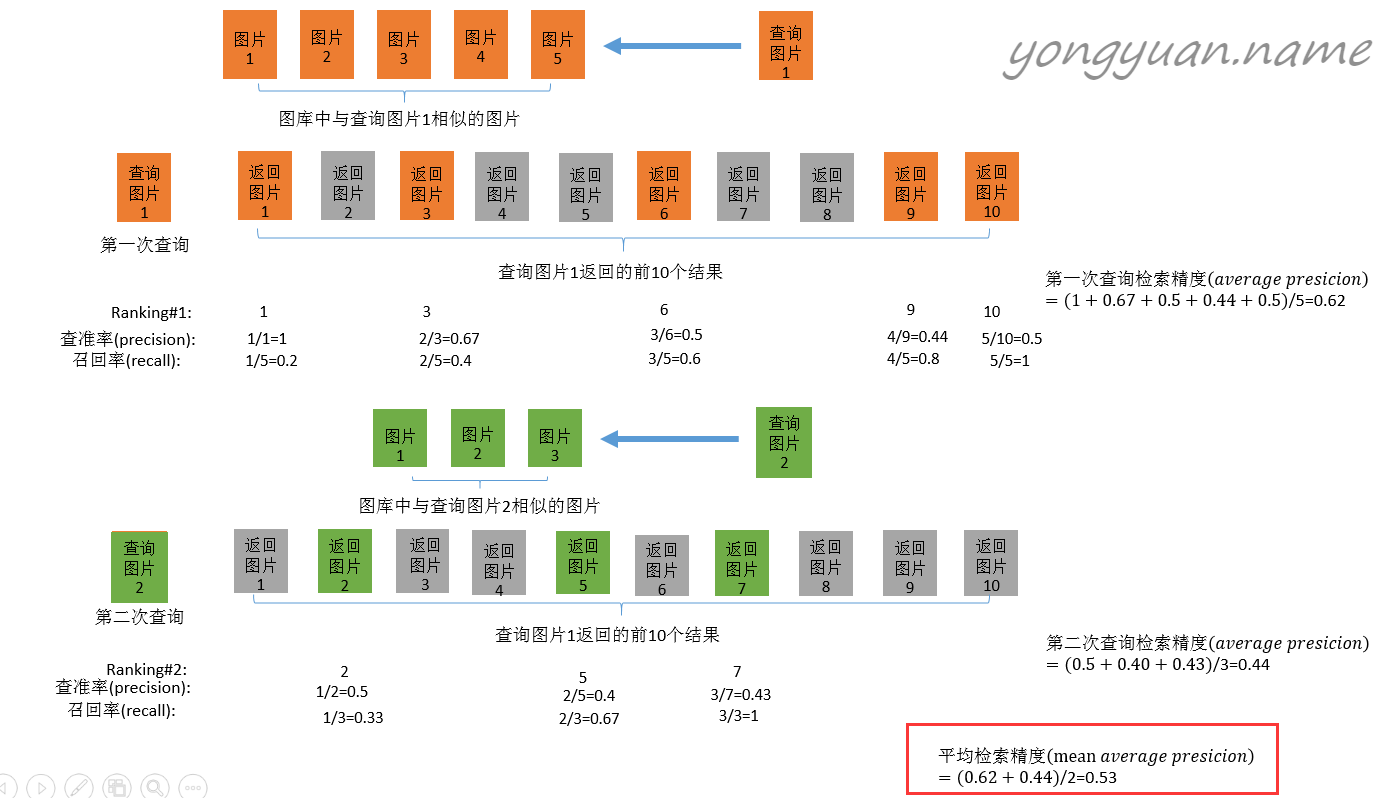 图片 1
图片 2
图片 3
图片 4
图片 5
查询图片 1
yongyuan.name
图库中与查询图片1相似的图片
查询图片 1
返回图片 1
返回图片 2
返回图片 3
返回图片 4
返回图片 5
返回图片 6
返回图片 7
返回图片 8
返回图片 9
返回图片 10
第一次查询
查询图片1返回的前10个结果
第一次查询检索精度(average presicion)
= (1 + 0.67 + 0.5 + 0.44 + 0.5)/5=0.62
Ranking#1: 1 3 6 9 10
查准率(precision): 1/1=1 2/3=0.67 3/6=0.5 4/9=0.44 5/10=0.5
召回率(recall): 1/5=0.2 2/5=0.4 3/5=0.6 4/5=0.8 5/5=1
图片 1
图片 2
图片 3
查询图片 2
图库中与查询图片2相似的图片
查询图片 2
返回图片 1
返回图片 2
返回图片 3
返回图片 4
返回图片 5
返回图片 6
返回图片 7
返回图片 8
返回图片 9
返回图片 10
第二次查询
查询图片1返回的前10个结果
第二次查询检索精度(average presicion)
= (0.5 + 0.40 + 0.43)/3=0.44
Ranking#2: 2 5 7
查准率(precision): 1/2=0.5 2/5=0.4 3/7=0.43
召回率(recall): 1/3=0.33 2/3=0.67 3/3=1
平均检索精度(mean average presicion)
= (0.62 + 0.44)/2=0.53